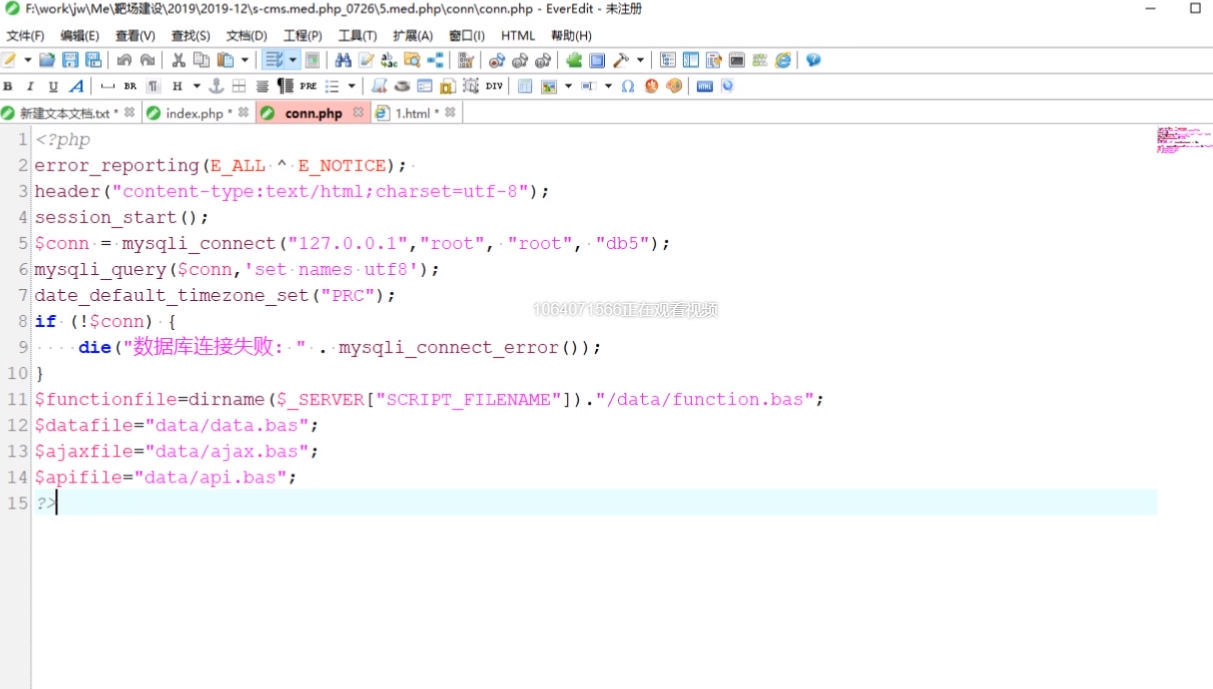 F:\work\jw\Me\靶场建设\2019\2019-12\s-cms.med.php_0726\5.med.php\conn\conn.php - EverEdit - 未注册
文件(F) 编辑(E) 查看(V) 查找(S) 文档(D) 工程(P) 工具(T) 扩展(A) 窗口(I) HTML 帮助(H)
B I U A BR ¶ H PRE DIV Ω
新建文本文档.txt * index.php * conn.php 1.html *
1 <?php
2 error_reporting(E_ALL ^ E_NOTICE);
3 header("content-type:text/html;charset=utf-8");
4 session_start();
5 $conn = mysqli_connect("127.0.0.1","root", "root", "db5");
6 mysqli_query($conn,'set names utf8');
7 date_default_timezone_set("PRC");
1064071566正在观看视频
8 if (!$conn) {
9     die("数据库连接失败: " . mysqli_connect_error());
10 }
11 $functionfile=dirname($_SERVER["SCRIPT_FILENAME"])."/data/function.bas";
12 $datafile="data/data.bas";
13 $ajaxfile="data/ajax.bas";
14 $apifile="data/api.bas";
15 ?>